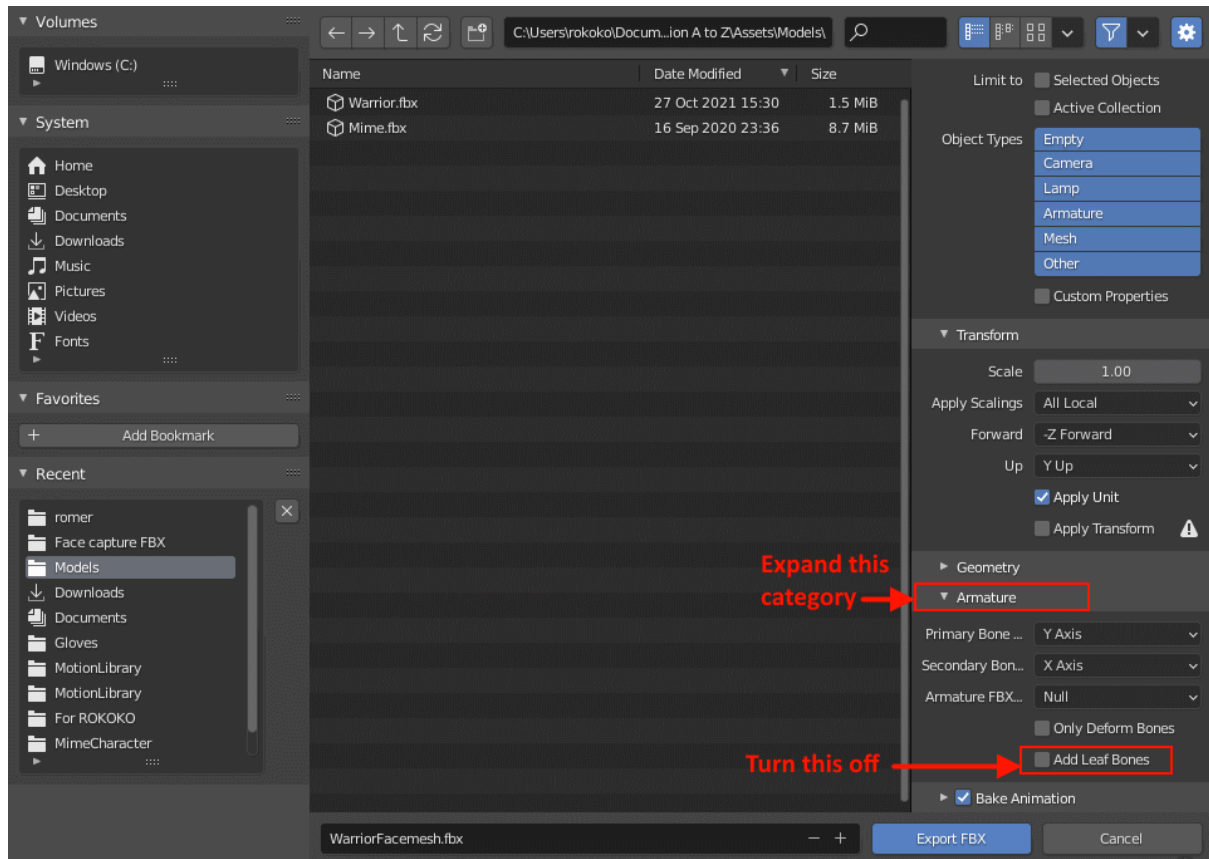 Volumes
Windows (C:)
System
Home
Desktop
Documents
Downloads
Music
Pictures
Videos
Fonts
Favorites
Add Bookmark
Recent
romer
Face capture FBX
Models
Downloads
Documents
Gloves
MotionLibrary
MotionLibrary
For ROKOKO
MimeCharacter
C:\Users\rokoko\Docum...ion A to Z\Assets\Models\
Name Date Modified Size
Warrior.fbx 27 Oct 2021 15:30 1.5 MiB
Mime.fbx 16 Sep 2020 23:36 8.7 MiB
Expand this
category
Turn this off
WarriorFacemesh.fbx
Limit to Selected Objects
Active Collection
Object Types Empty
Camera
Lamp
Armature
Mesh
Other
Custom Properties
Transform
Scale 1.00
Apply Scalings All Local
Forward -Z Forward
Up Y Up
Apply Unit
Apply Transform
Geometry
Armature
Primary Bone ... Y Axis
Secondary Bon... X Axis
Armature FBX... Null
Only Deform Bones
Add Leaf Bones
Bake Animation
Export FBX Cancel